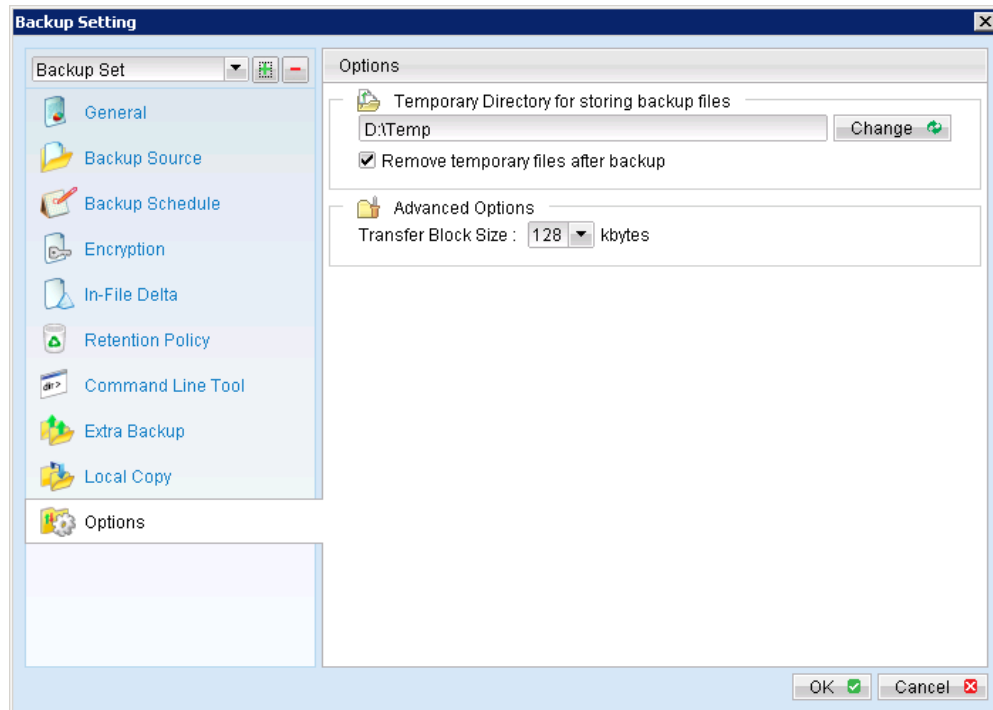 Backup Setting
Backup Set
General
Backup Source
Backup Schedule
Encryption
In-File Delta
Retention Policy
Command Line Tool
Extra Backup
Local Copy
Options
Options
Temporary Directory for storing backup files
D:\Temp
Change
Remove temporary files after backup
Advanced Options
Transfer Block Size : 128 kbytes
OK
Cancel